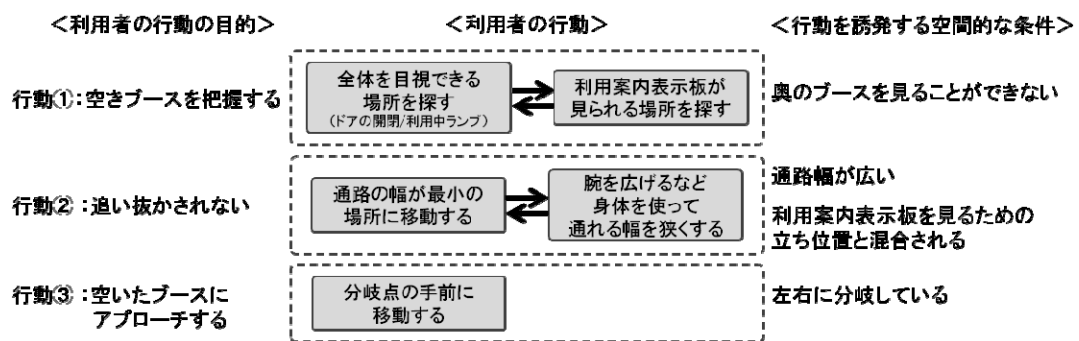 ＜利用者の行動の目的＞
＜利用者の行動＞
＜行動を誘発する空間的な条件＞
行動①：空きブースを把握する
全体を目視できる
場所を探す
（ドアの開閉/利用中ランプ）
利用案内表示板が
見られる場所を探す
奥のブースを見ることができない
行動②：追い抜かされない
通路の幅が最小の
場所に移動する
腕を広げるなど
身体を使って
通れる幅を狭くする
通路幅が広い
利用案内表示板を見るための
立ち位置と混合される
行動③：空いたブースに
アプローチする
分岐点の手前に
移動する
左右に分岐している